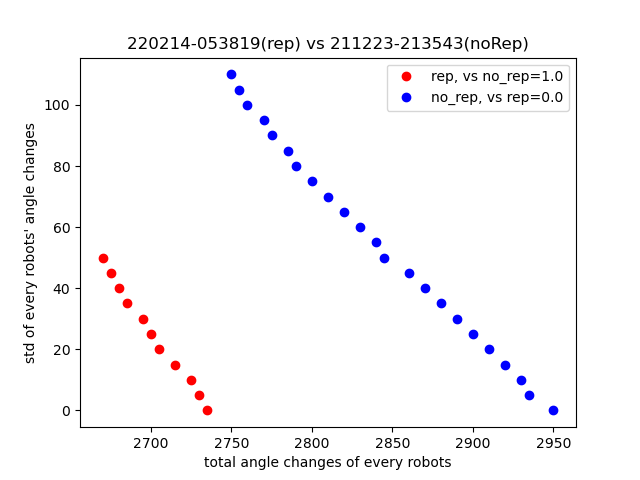 220214-053819(rep) vs 211223-213543(noRep)
rep, vs no_rep=1.0
no_rep, vs rep=0.0
100
80
60
40
20
0
std of every robots' angle changes
2700 2750 2800 2850 2900 2950
total angle changes of every robots